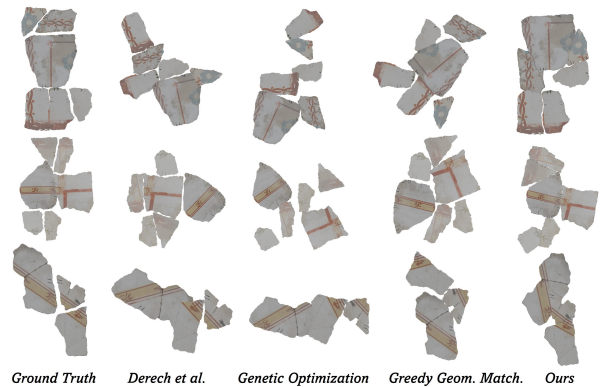 Ground Truth
Derech et al.
Genetic Optimization
Greedy Geom. Match.
Ours